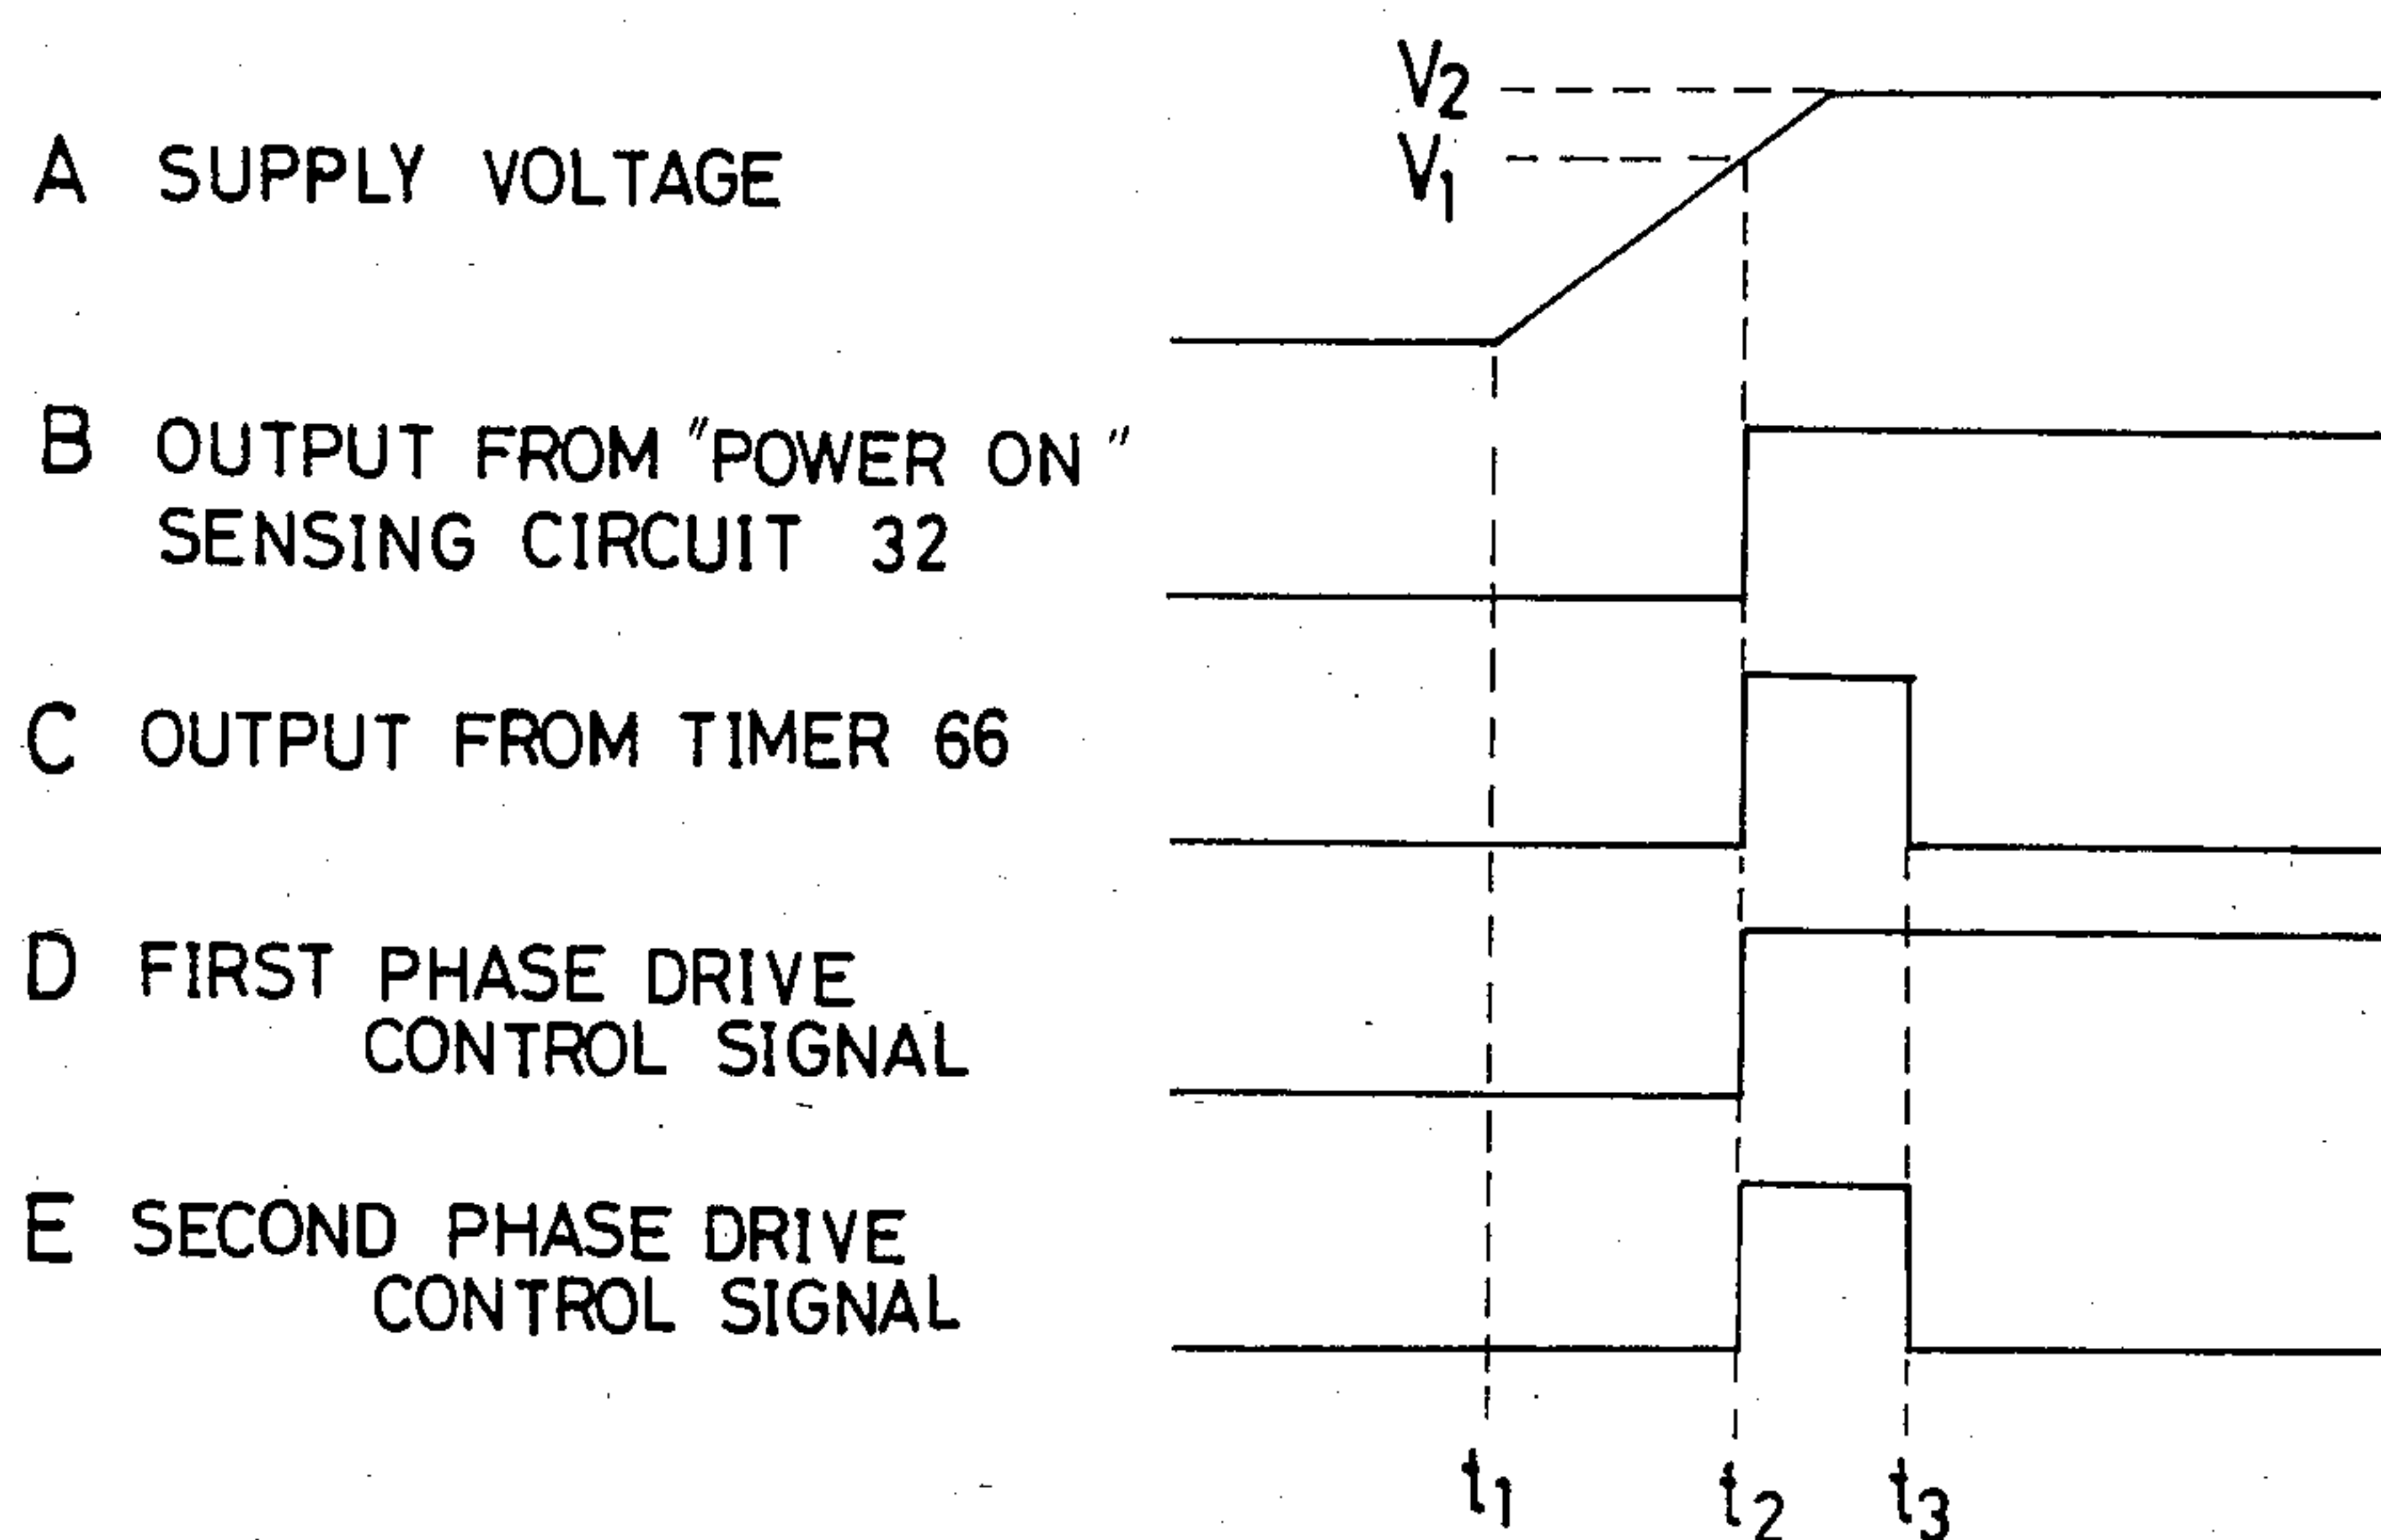 V2
V1
A SUPPLY VOLTAGE
B OUTPUT FROM "POWER ON"
SENSING CIRCUIT 32
C OUTPUT FROM TIMER 66
D FIRST PHASE DRIVE
CONTROL SIGNAL
E SECOND PHASE DRIVE
CONTROL SIGNAL
t1 t2 t3